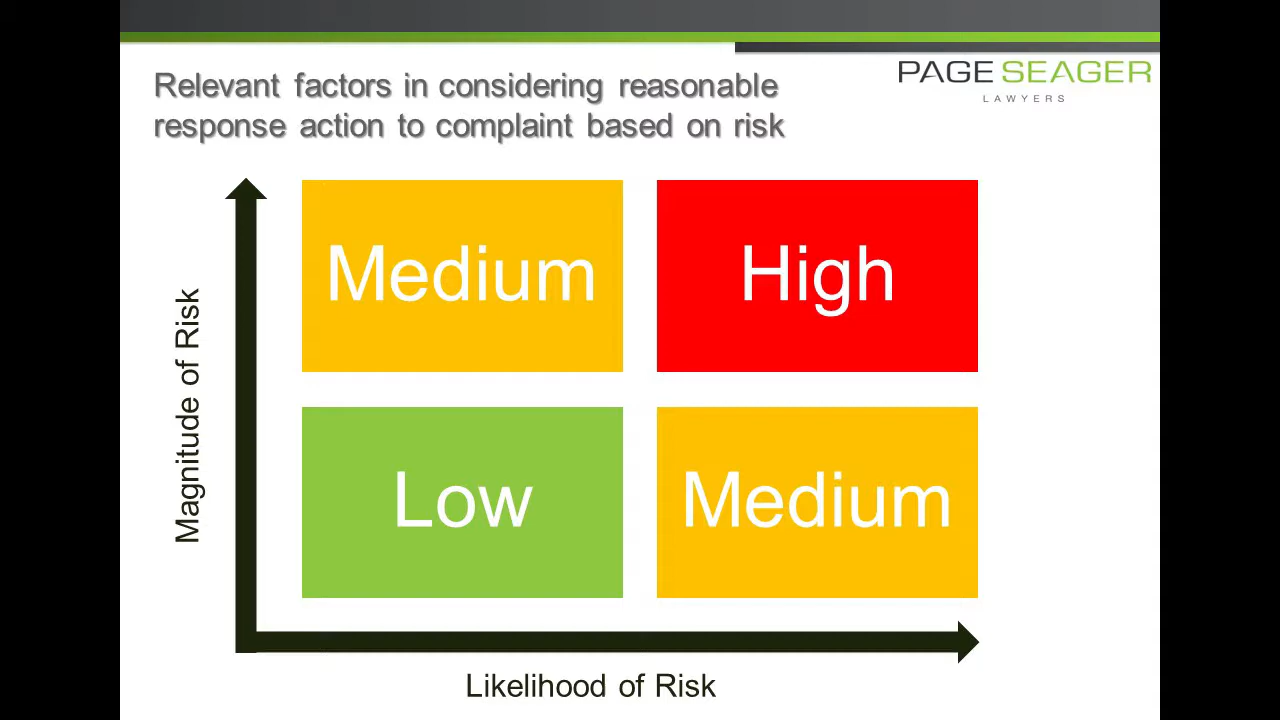 PAGE SEAGER
LAWYERS
Relevant factors in considering reasonable
response action to complaint based on risk
Medium
High
Magnitude of Risk
Low
Medium
Likelihood of Risk